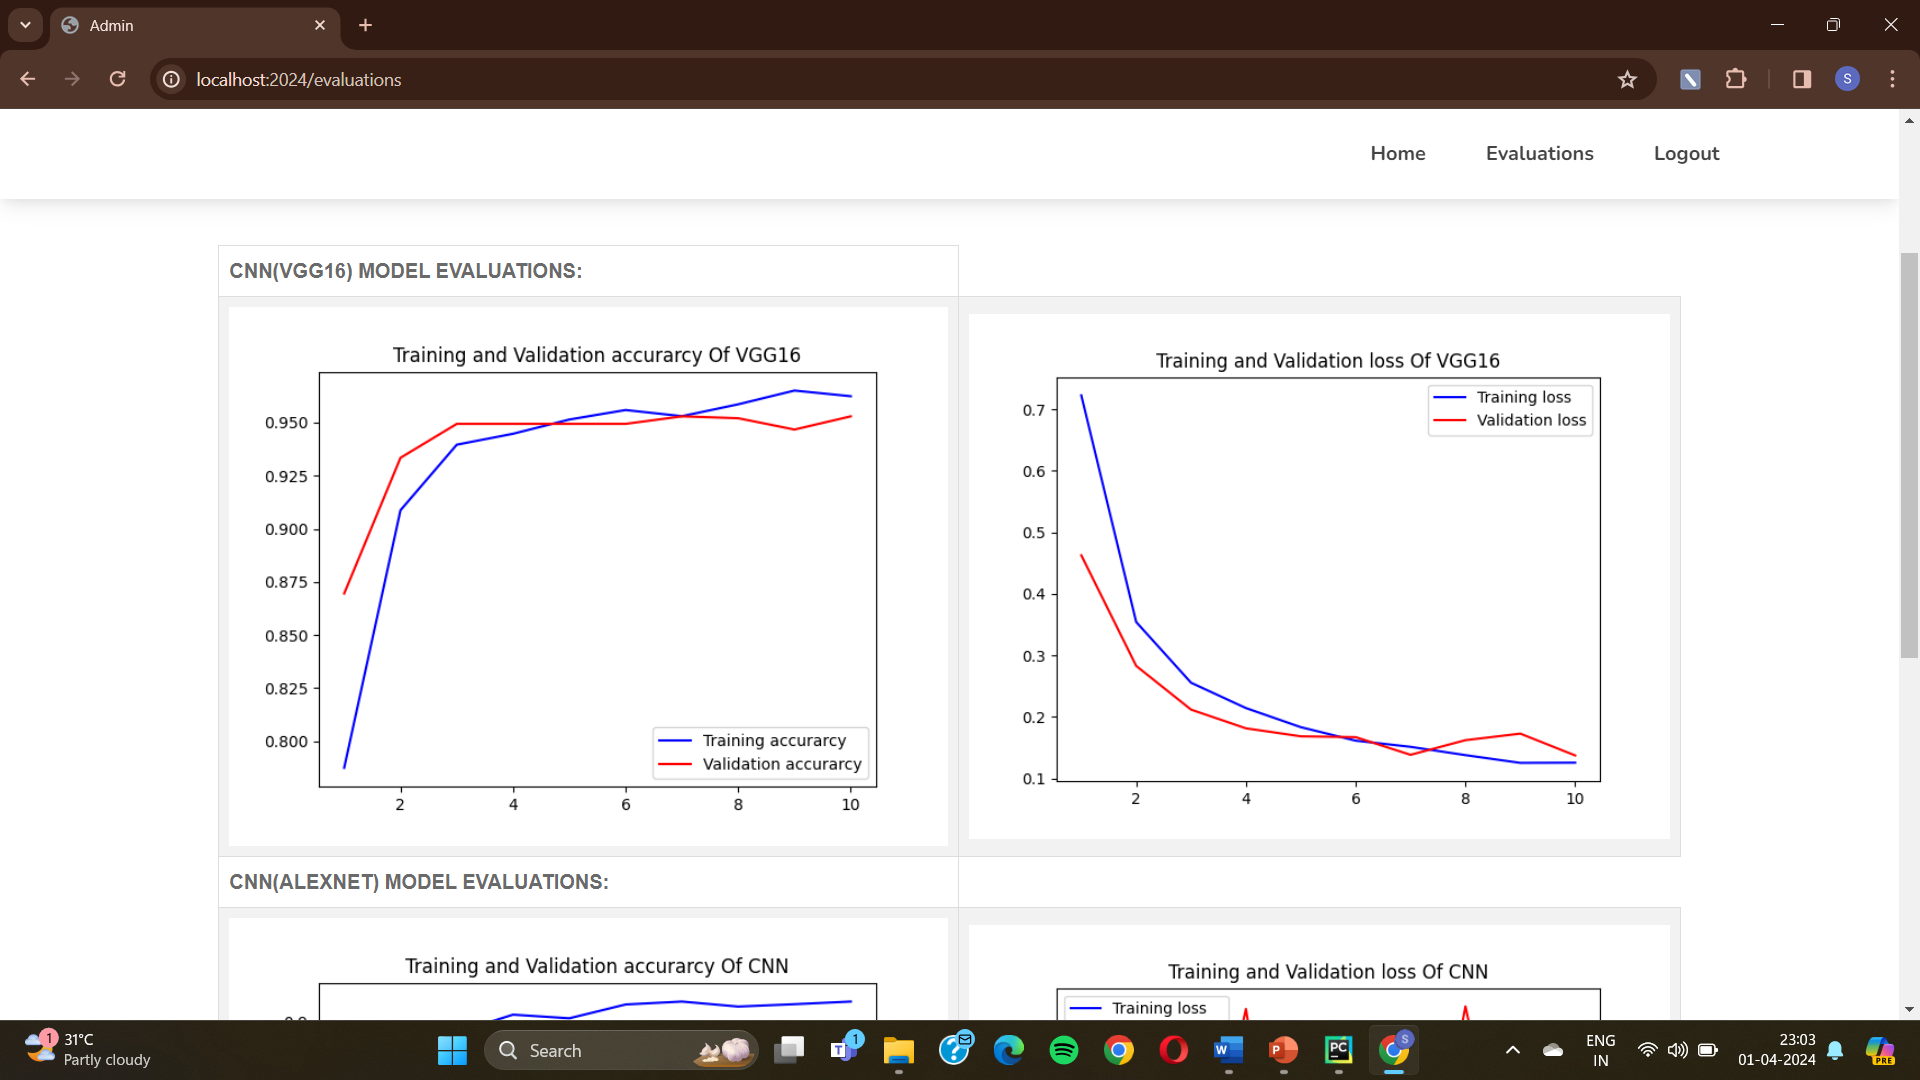 Admin
localhost:2024/evaluations
S
Home Evaluations Logout
CNN(VGG16) MODEL EVALUATIONS:
Training and Validation accurarcy Of VGG16
0.950
0.925
0.900
0.875
0.850
0.825
0.800
Training accurarcy
Validation accurarcy
2 4 6 8 10
Training and Validation loss Of VGG16
Training loss
Validation loss
0.7
0.6
0.5
0.4
0.3
0.2
0.1
2 4 6 8 10
CNN(ALEXNET) MODEL EVALUATIONS:
Training and Validation accurarcy Of CNN
Training and Validation loss Of CNN
Training loss
1
31°C
Partly cloudy
Search
T
1
?
W
P
PC
S
ENG
IN
23:03
01-04-2024
PRE